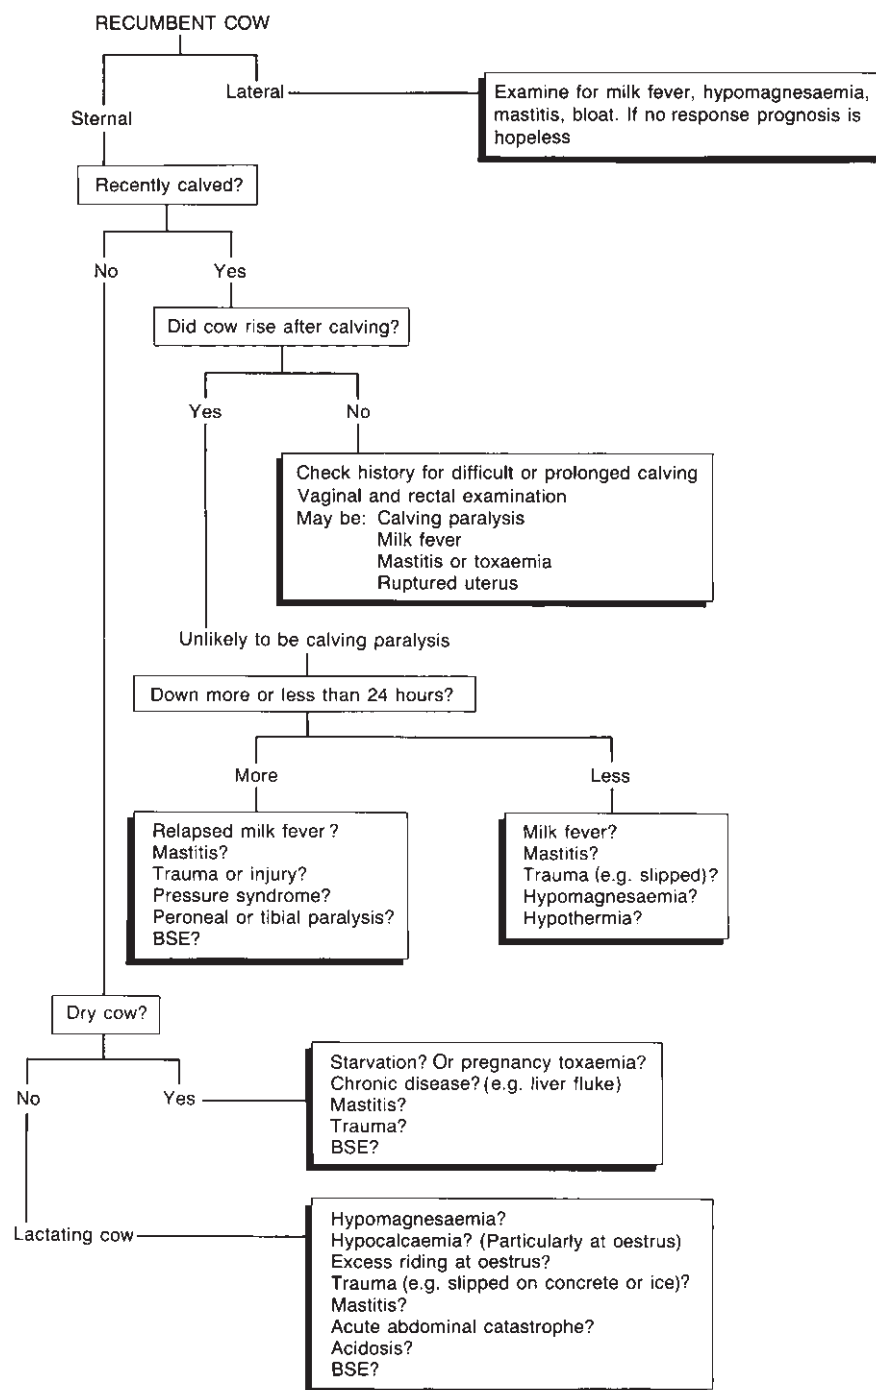 RECUMBENT COW
Lateral
Examine for milk fever, hypomagnesaemia,
mastitis, bloat. If no response prognosis is
hopeless
Sternal
Recently calved?
No
Yes
Did cow rise after calving?
Yes
No
Check history for difficult or prolonged calving
Vaginal and rectal examination
May be: Calving paralysis
Milk fever
Mastitis or toxaemia
Ruptured uterus
Unlikely to be calving paralysis
Down more or less than 24 hours?
More
Less
Relapsed milk fever?
Mastitis?
Trauma or injury?
Pressure syndrome?
Peroneal or tibial paralysis?
BSE?
Milk fever?
Mastitis?
Trauma (e.g. slipped)?
Hypomagnesaemia?
Hypothermia?
Dry cow?
No
Yes
Starvation? Or pregnancy toxaemia?
Chronic disease? (e.g. liver fluke)
Mastitis?
Trauma?
BSE?
Lactating cow
Hypomagnesaemia?
Hypocalcaemia? (Particularly at oestrus)
Excess riding at oestrus?
Trauma (e.g. slipped on concrete or ice)?
Mastitis?
Acute abdominal catastrophe?
Acidosis?
BSE?